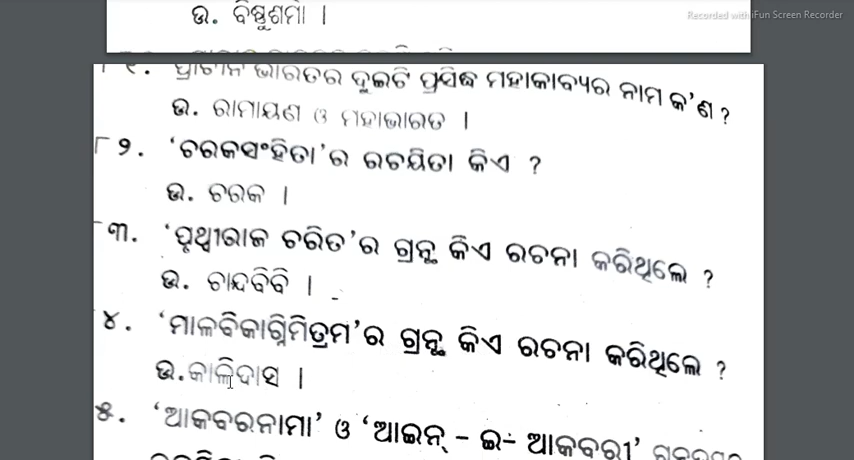 ଉ. ବିଷ୍ଣୁଶର୍ମା |
Recorded with iFun Screen Recorder
୧. ପ୍ରାଚୀନ ଭାରତର ଦୁଇଟି ପ୍ରସିଦ୍ଧ ମହାକାବ୍ୟର ନାମ କ'ଣ ?
ଉ. ରାମାୟଣ ଓ ମହାଭାରତ |
୨. 'ଚରକସଂହିତା'ର ରଚୟିତା କିଏ ?
ଉ. ଚରକ |
୩. 'ପୃଥ୍ବୀରାଜ ଚରିତ'ର ଗ୍ରନ୍ଥ କିଏ ରଚନା କରିଥିଲେ ?
ଉ. ଚାନ୍ଦବିବି |
୪. 'ମାଳବିକାଗ୍ନିମିତ୍ରମ'ର ଗ୍ରନ୍ଥ କିଏ ରଚନା କରିଥିଲେ ?
ଉ.କାଳିଦାସ |
୫. 'ଆକବରନାମା' ଓ 'ଆଇନ୍ - ଇ- ଆକବରୀ'